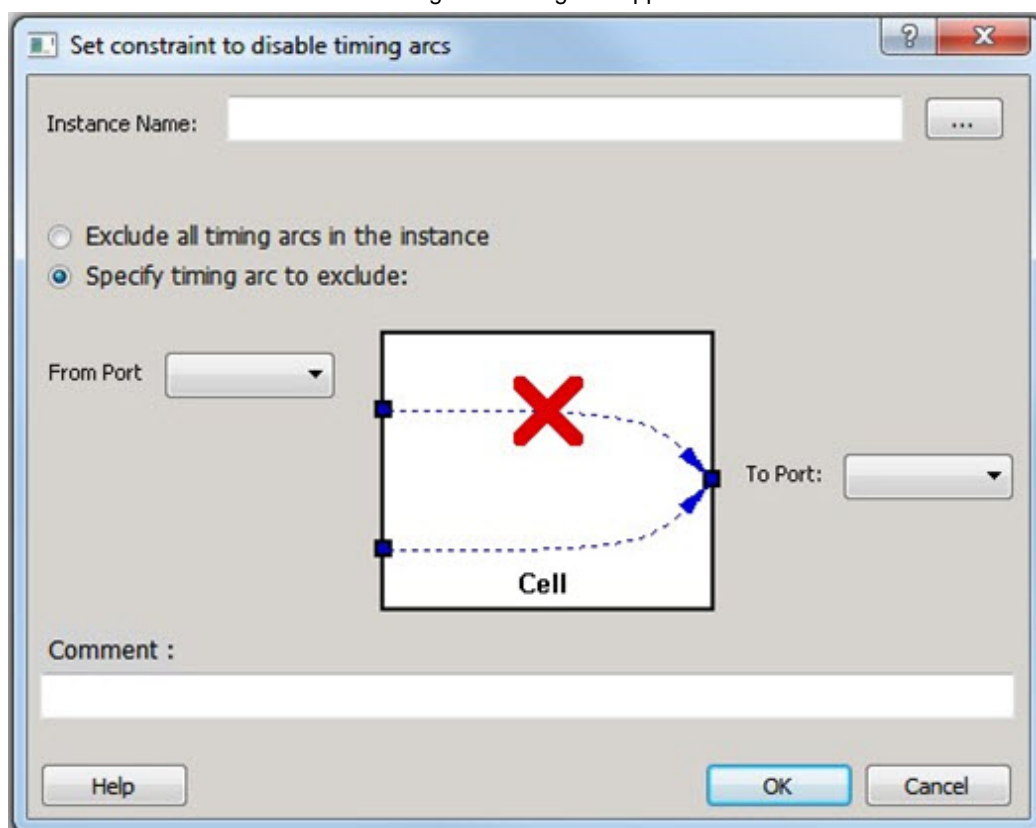 Set constraint to disable timing arcs
Instance Name:
...
Exclude all timing arcs in the instance
Specify timing arc to exclude:
From Port
To Port:
Cell
Comment :
Help
OK
Cancel